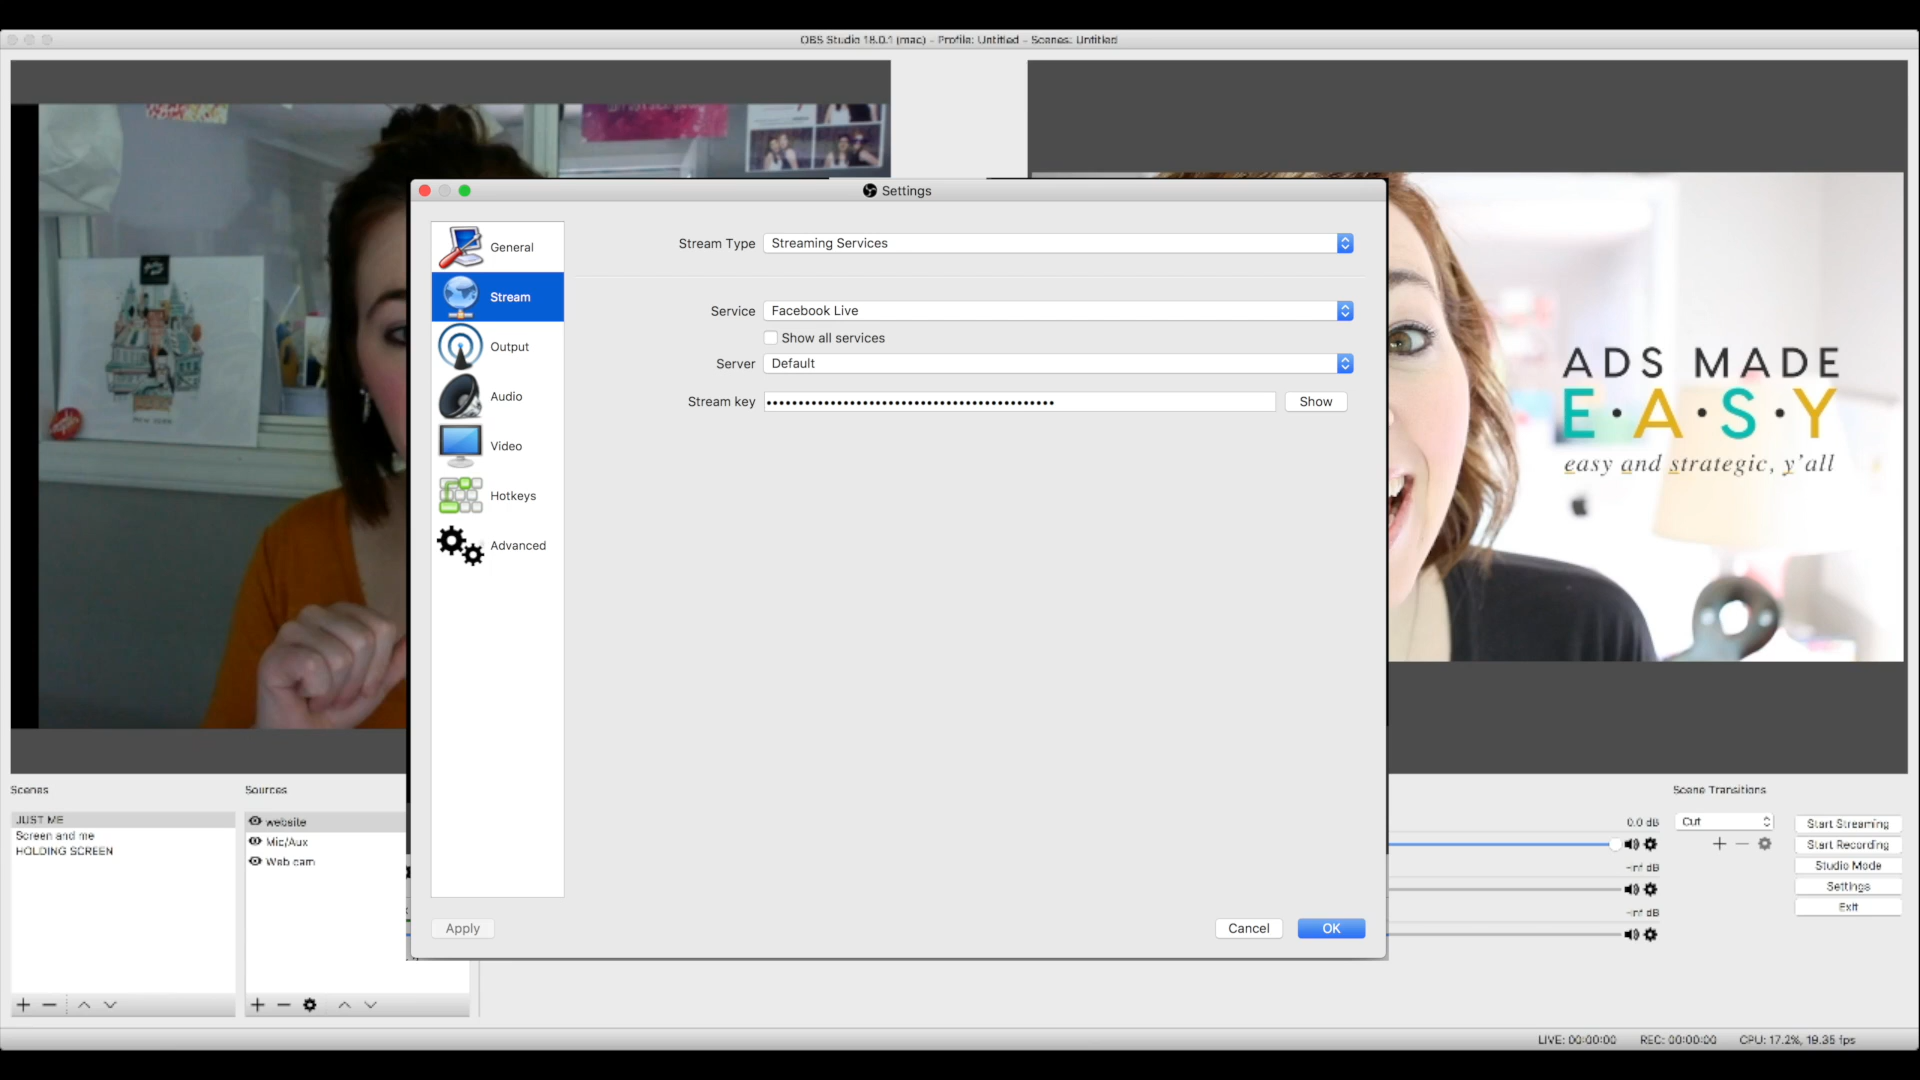 OBS Studio 18.0.1 (mac) - Profile: Untitled - Scenes: Untitled
Settings
General
Stream
Output
Audio
Video
Hotkeys
Advanced
Stream Type Streaming Services
Service Facebook Live
Show all services
Server Default
Stream key •••••••••••••••••••••••••••••••••••••••••••••• Show
Apply
Cancel
OK
ADS MADE
E·A·S·Y
easy and strategic, y'all
Scenes
JUST ME
Screen and me
HOLDING SCREEN
Sources
website
Mic/Aux
Web cam
0.0 dB
-inf dB
-inf dB
Scene Transitions
Cut
Start Streaming
Start Recording
Studio Mode
Settings
Exit
LIVE: 00:00:00 REC: 00:00:00 CPU: 17.2%, 19.35 fps